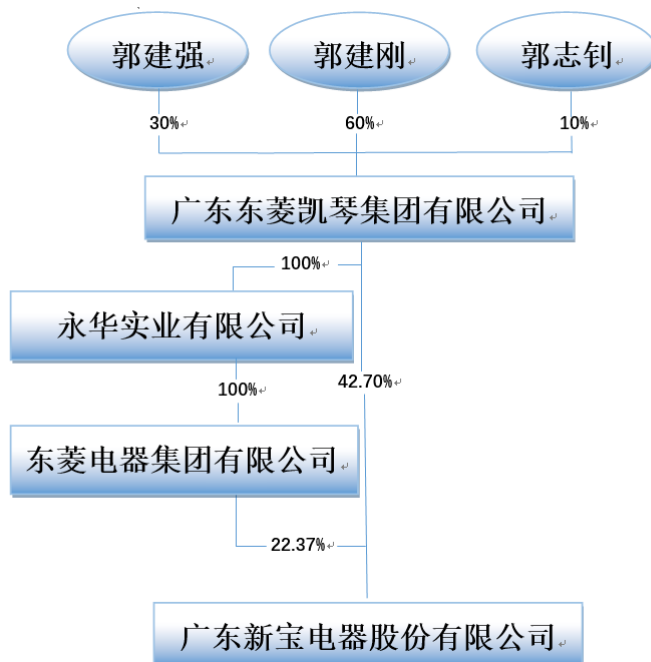 郭建强
郭建刚
郭志钊
30%
60%
10%
广东东菱凯琴集团有限公司
100%
永华实业有限公司
100%
42.70%
东菱电器集团有限公司
22.37%
广东新宝电器股份有限公司